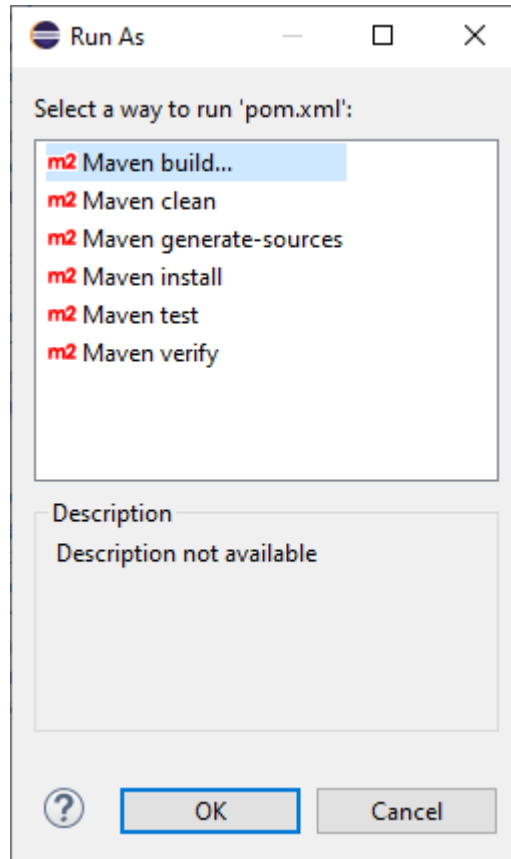 Run As
Select a way to run 'pom.xml':
m2 Maven build...
m2 Maven clean
m2 Maven generate-sources
m2 Maven install
m2 Maven test
m2 Maven verify
Description
Description not available
?
OK
Cancel